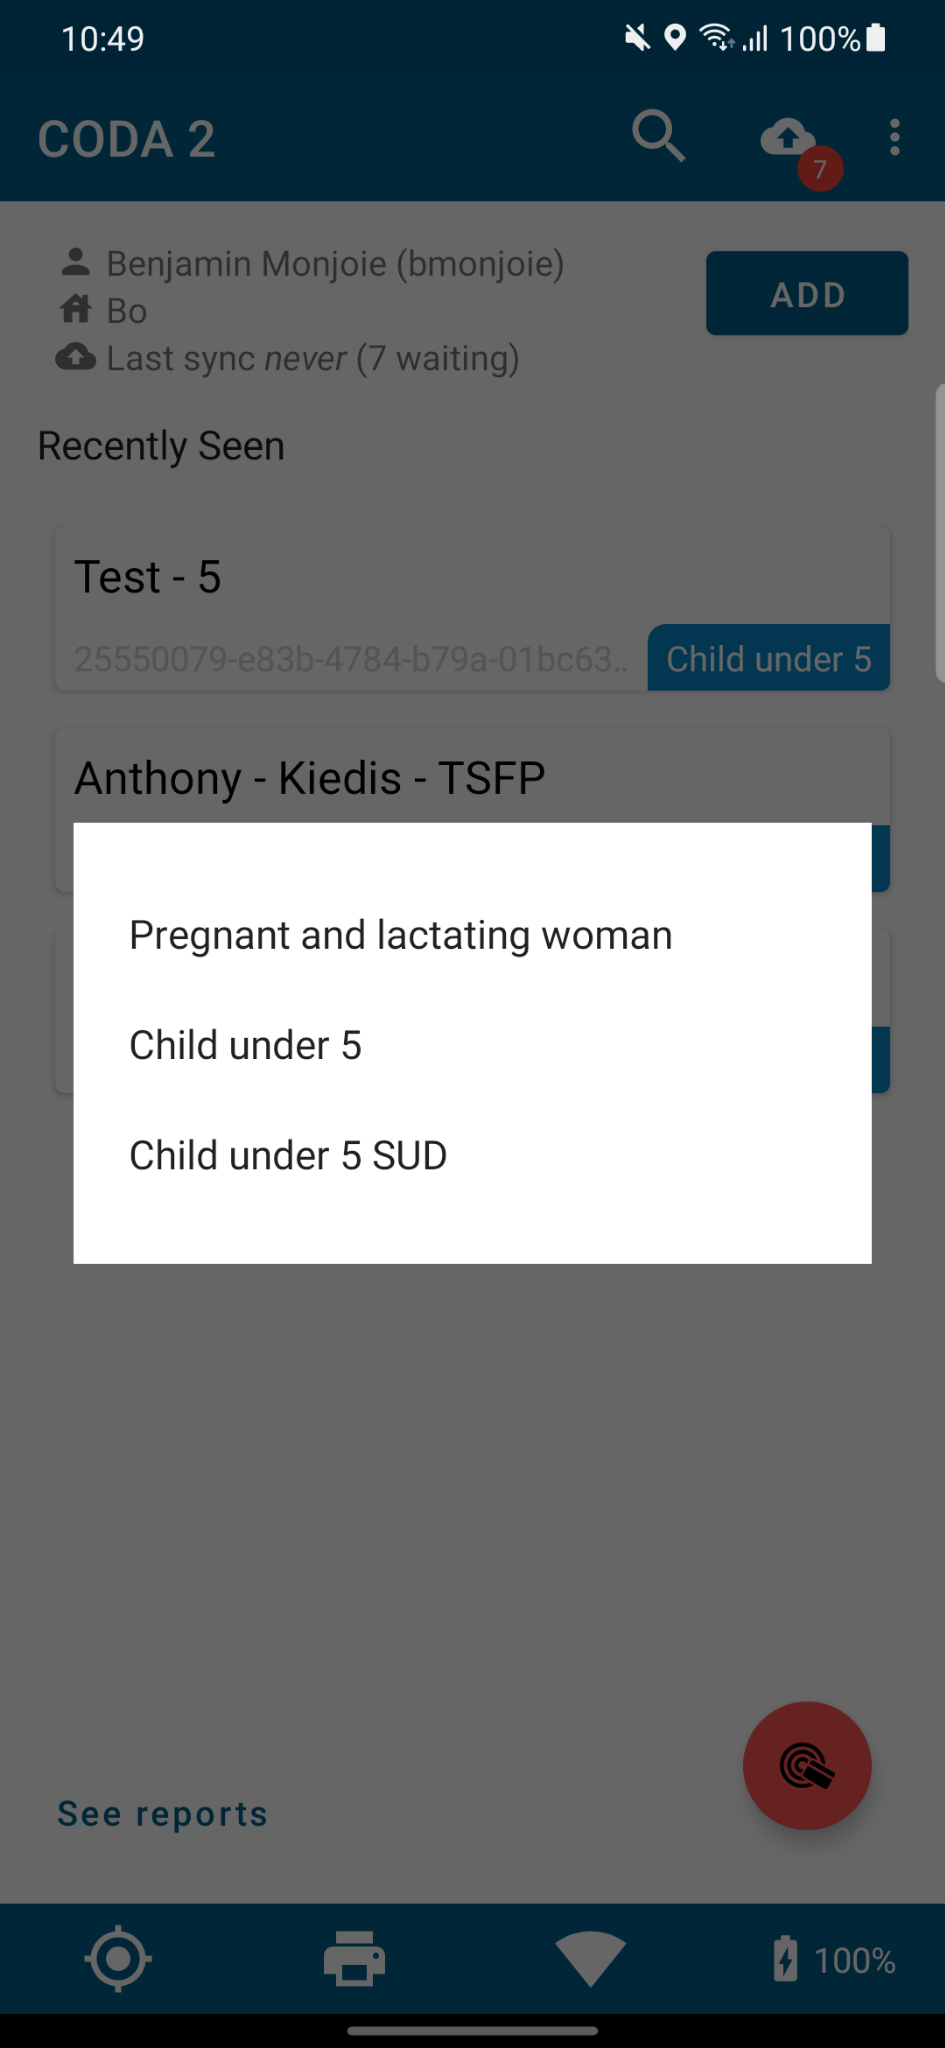 10:49
100%
CODA 2
7
Benjamin Monjoie (bmonjoie)
Bo
Last sync never (7 waiting)
ADD
Recently Seen
Test - 5
25550079-e83b-4784-b79a-01bc63..
Child under 5
Anthony - Kiedis - TSFP
Pregnant and lactating woman
Child under 5
Child under 5 SUD
See reports
100%